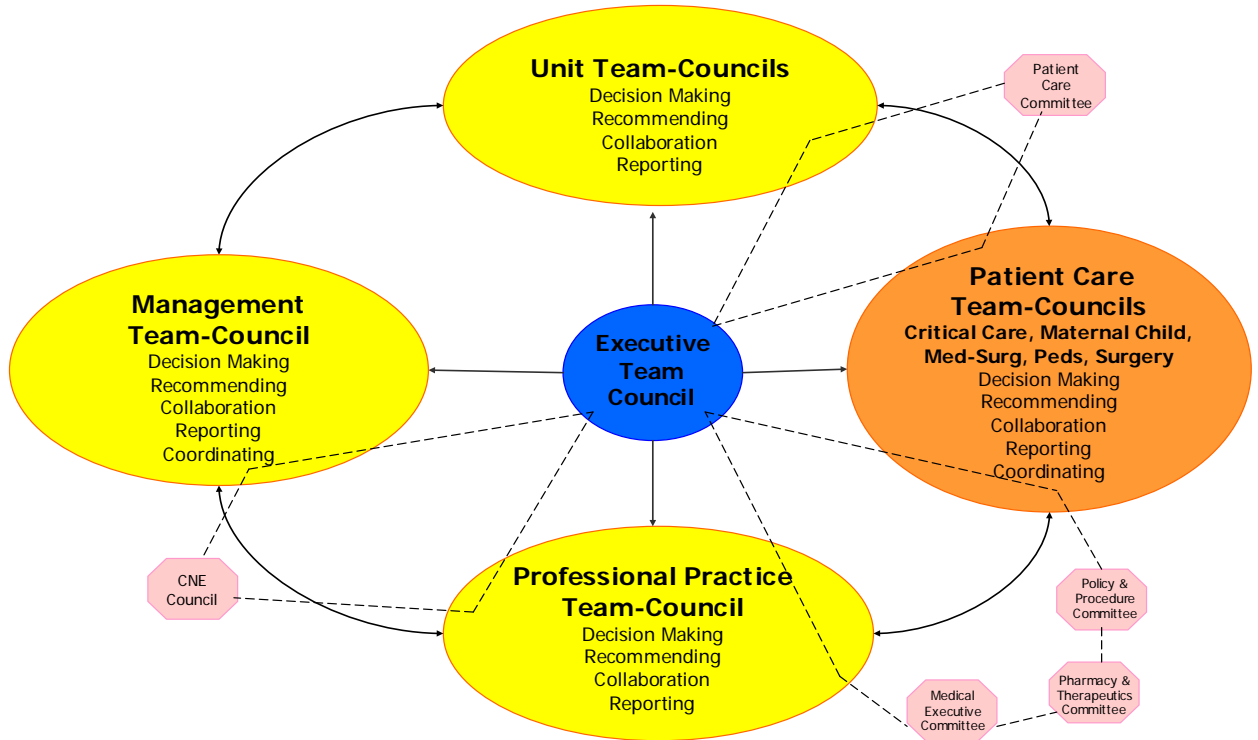 Unit Team-Councils
Decision Making
Recommending
Collaboration
Reporting
Patient
Care
Committee
Management
Team-Council
Decision Making
Recommending
Collaboration
Reporting
Coordinating
Executive
Team
Council
Patient Care
Team-Councils
Critical Care, Maternal Child,
Med-Surg, Peds, Surgery
Decision Making
Recommending
Collaboration
Reporting
Coordinating
CNE
Council
Professional Practice
Team-Council
Decision Making
Recommending
Collaboration
Reporting
Policy &
Procedure
Committee
Pharmacy &
Therapeutics
Committee
Medical
Executive
Committee